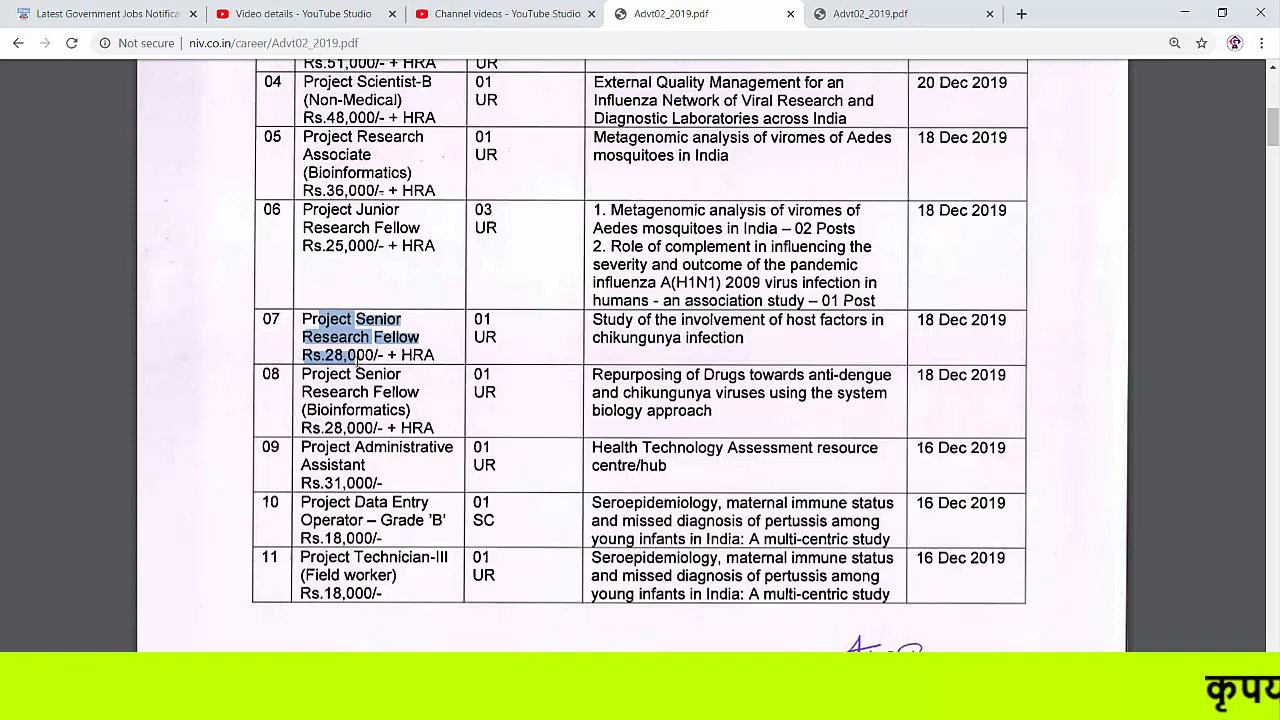 Latest Government Jobs Notifica
Video details - YouTube Studio
Channel videos - YouTube Studio
Advt02_2019.pdf
Advt02_2019.pdf
Not secure | niv.co.in/career/Advt02_2019.pdf
Rs.51,000/- + HRA
UR
04
Project Scientist-B
(Non-Medical)
Rs.48,000/- + HRA
01
UR
External Quality Management for an
Influenza Network of Viral Research and
Diagnostic Laboratories across India
20 Dec 2019
05
Project Research
Associate
(Bioinformatics)
Rs.36,000/- + HRA
01
UR
Metagenomic analysis of viromes of Aedes
mosquitoes in India
18 Dec 2019
06
Project Junior
Research Fellow
Rs.25,000/- + HRA
03
UR
1. Metagenomic analysis of viromes of
Aedes mosquitoes in India – 02 Posts
2. Role of complement in influencing the
severity and outcome of the pandemic
influenza A(H1N1) 2009 virus infection in
humans - an association study – 01 Post
18 Dec 2019
07
Project Senior
Research Fellow
Rs.28,000/- + HRA
01
UR
Study of the involvement of host factors in
chikungunya infection
18 Dec 2019
08
Project Senior
Research Fellow
(Bioinformatics)
Rs.28,000/- + HRA
01
UR
Repurposing of Drugs towards anti-dengue
and chikungunya viruses using the system
biology approach
18 Dec 2019
09
Project Administrative
Assistant
Rs.31,000/-
01
UR
Health Technology Assessment resource
centre/hub
16 Dec 2019
10
Project Data Entry
Operator – Grade 'B'
Rs.18,000/-
01
SC
Seroepidemiology, maternal immune status
and missed diagnosis of pertussis among
young infants in India: A multi-centric study
16 Dec 2019
11
Project Technician-III
(Field worker)
Rs.18,000/-
01
UR
Seroepidemiology, maternal immune status
and missed diagnosis of pertussis among
young infants in India: A multi-centric study
16 Dec 2019
कृपय